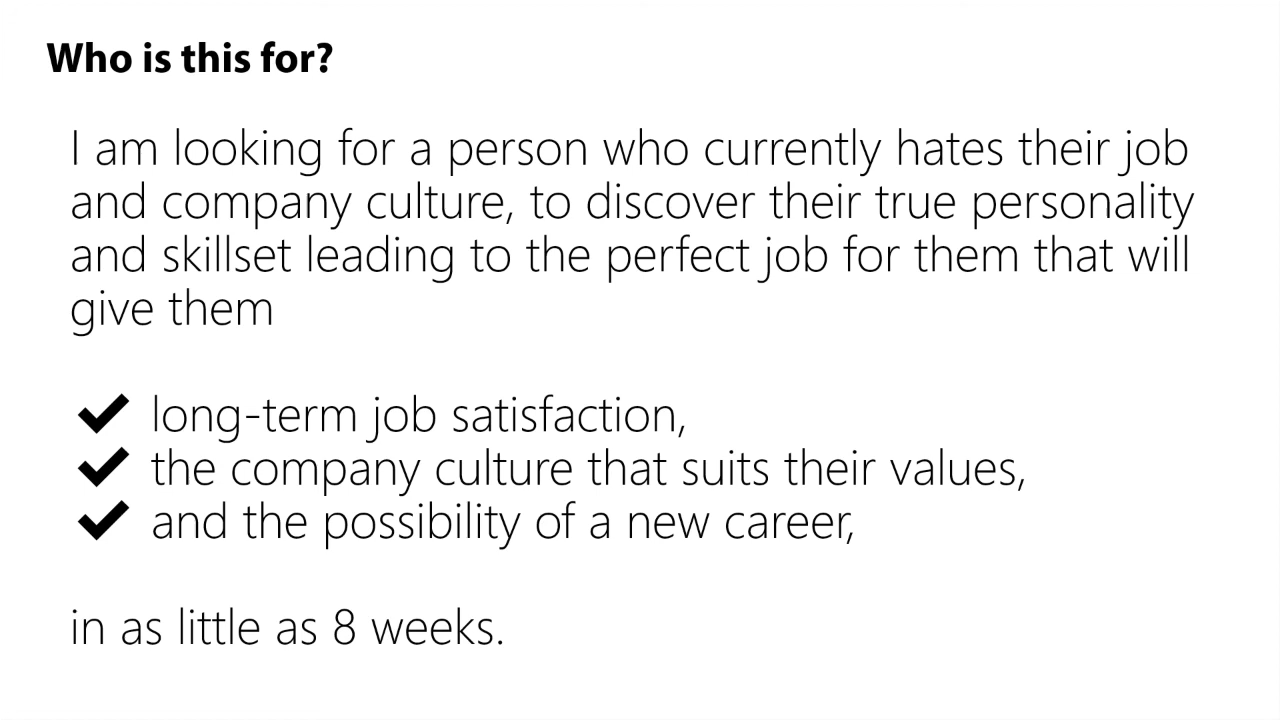 Who is this for?
I am looking for a person who currently hates their job
and company culture, to discover their true personality
and skillset leading to the perfect job for them that will
give them
✔ long-term job satisfaction,
✔ the company culture that suits their values,
✔ and the possibility of a new career,
in as little as 8 weeks.